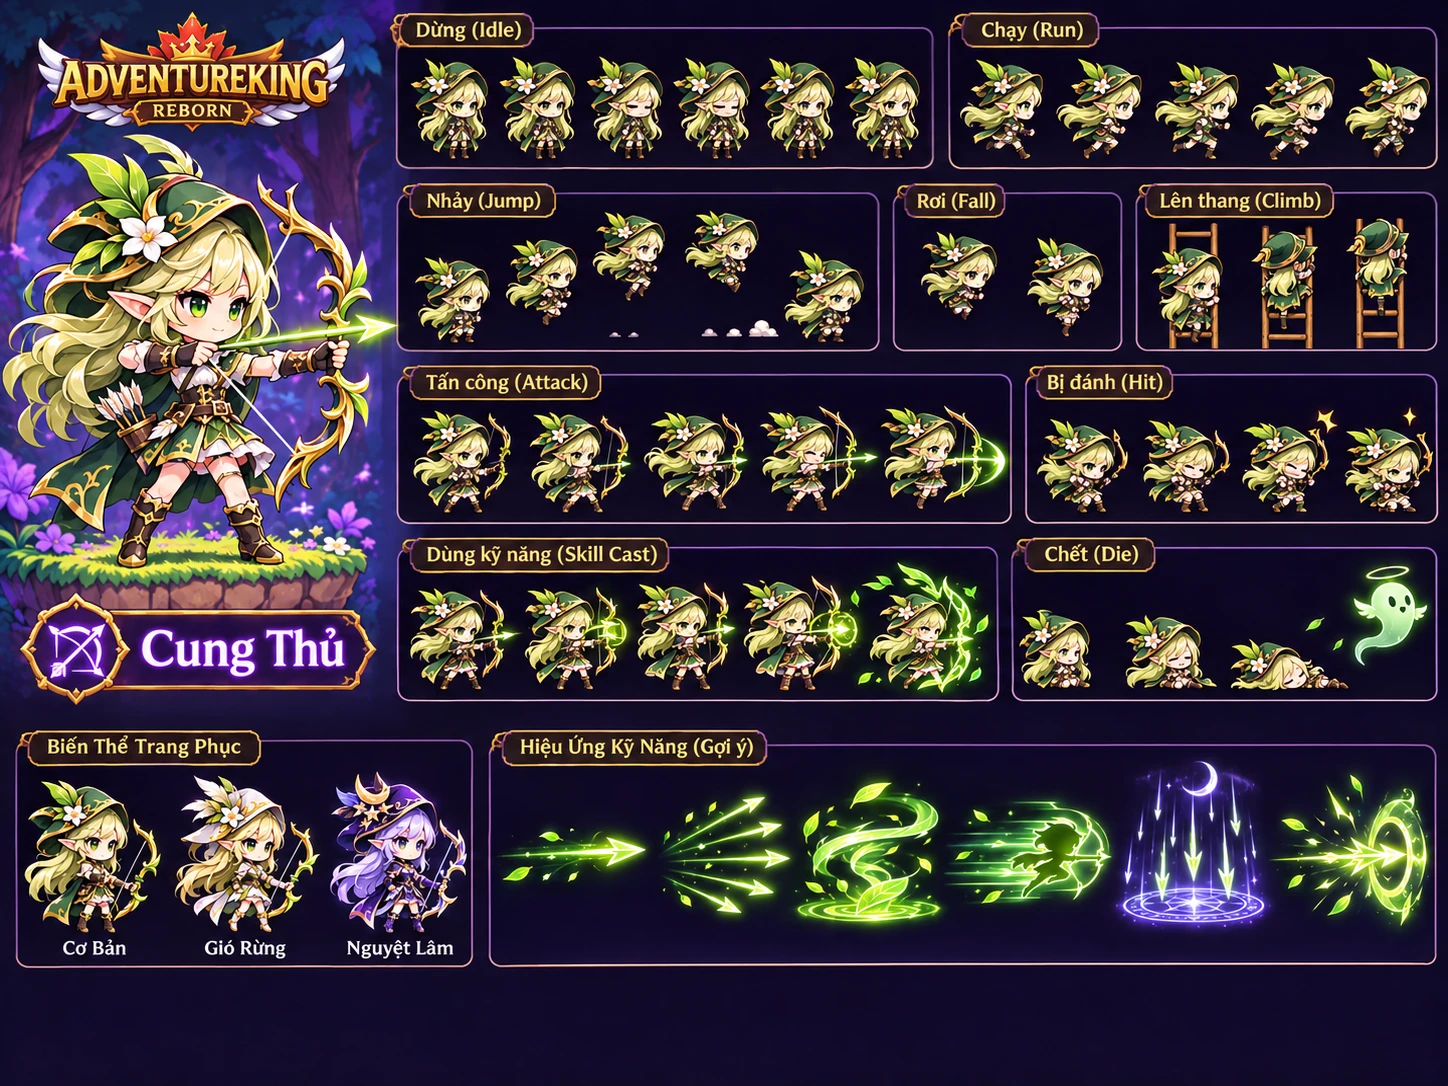 ADVENTUREKING
REBORN
Cung Thủ
Dừng (Idle)
Chạy (Run)
Nhảy (Jump)
Rơi (Fall)
Lên thang (Climb)
Tấn công (Attack)
Bị đánh (Hit)
Dùng kỹ năng (Skill Cast)
Chết (Die)
Biến Thể Trang Phục
Cơ Bản
Gió Rừng
Nguyệt Lâm
Hiệu Ứng Kỹ Năng (Gợi ý)